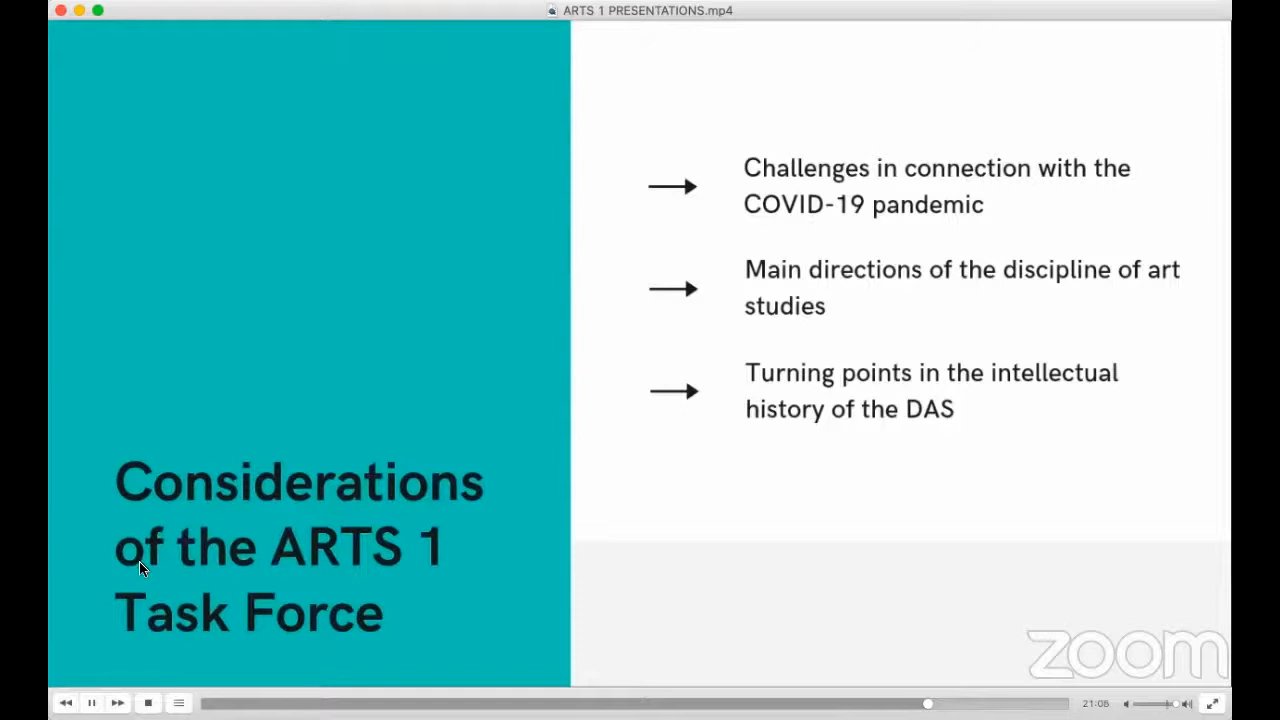 ARTS 1 PRESENTATIONS.mp4
Challenges in connection with the
COVID-19 pandemic
Main directions of the discipline of art
studies
Turning points in the intellectual
history of the DAS
Considerations
of the ARTS 1
Task Force
zoom
21:08